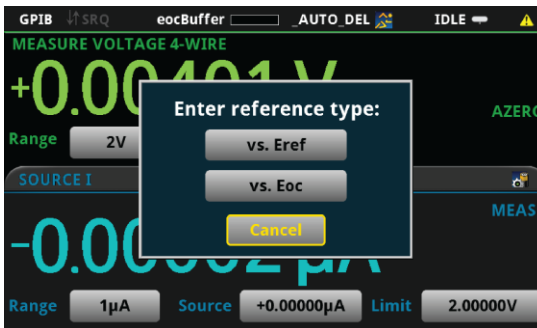 GPIB ↓↑SRQ eocBuffer _AUTO_DEL IDLE
MEASURE VOLTAGE 4-WIRE
Enter reference type:
AZERO
Range 2V
vs. Eref
vs. Eoc
SOURCE I
Cancel
MEAS
Range 1µA Source +0.00000µA Limit 2.00000V